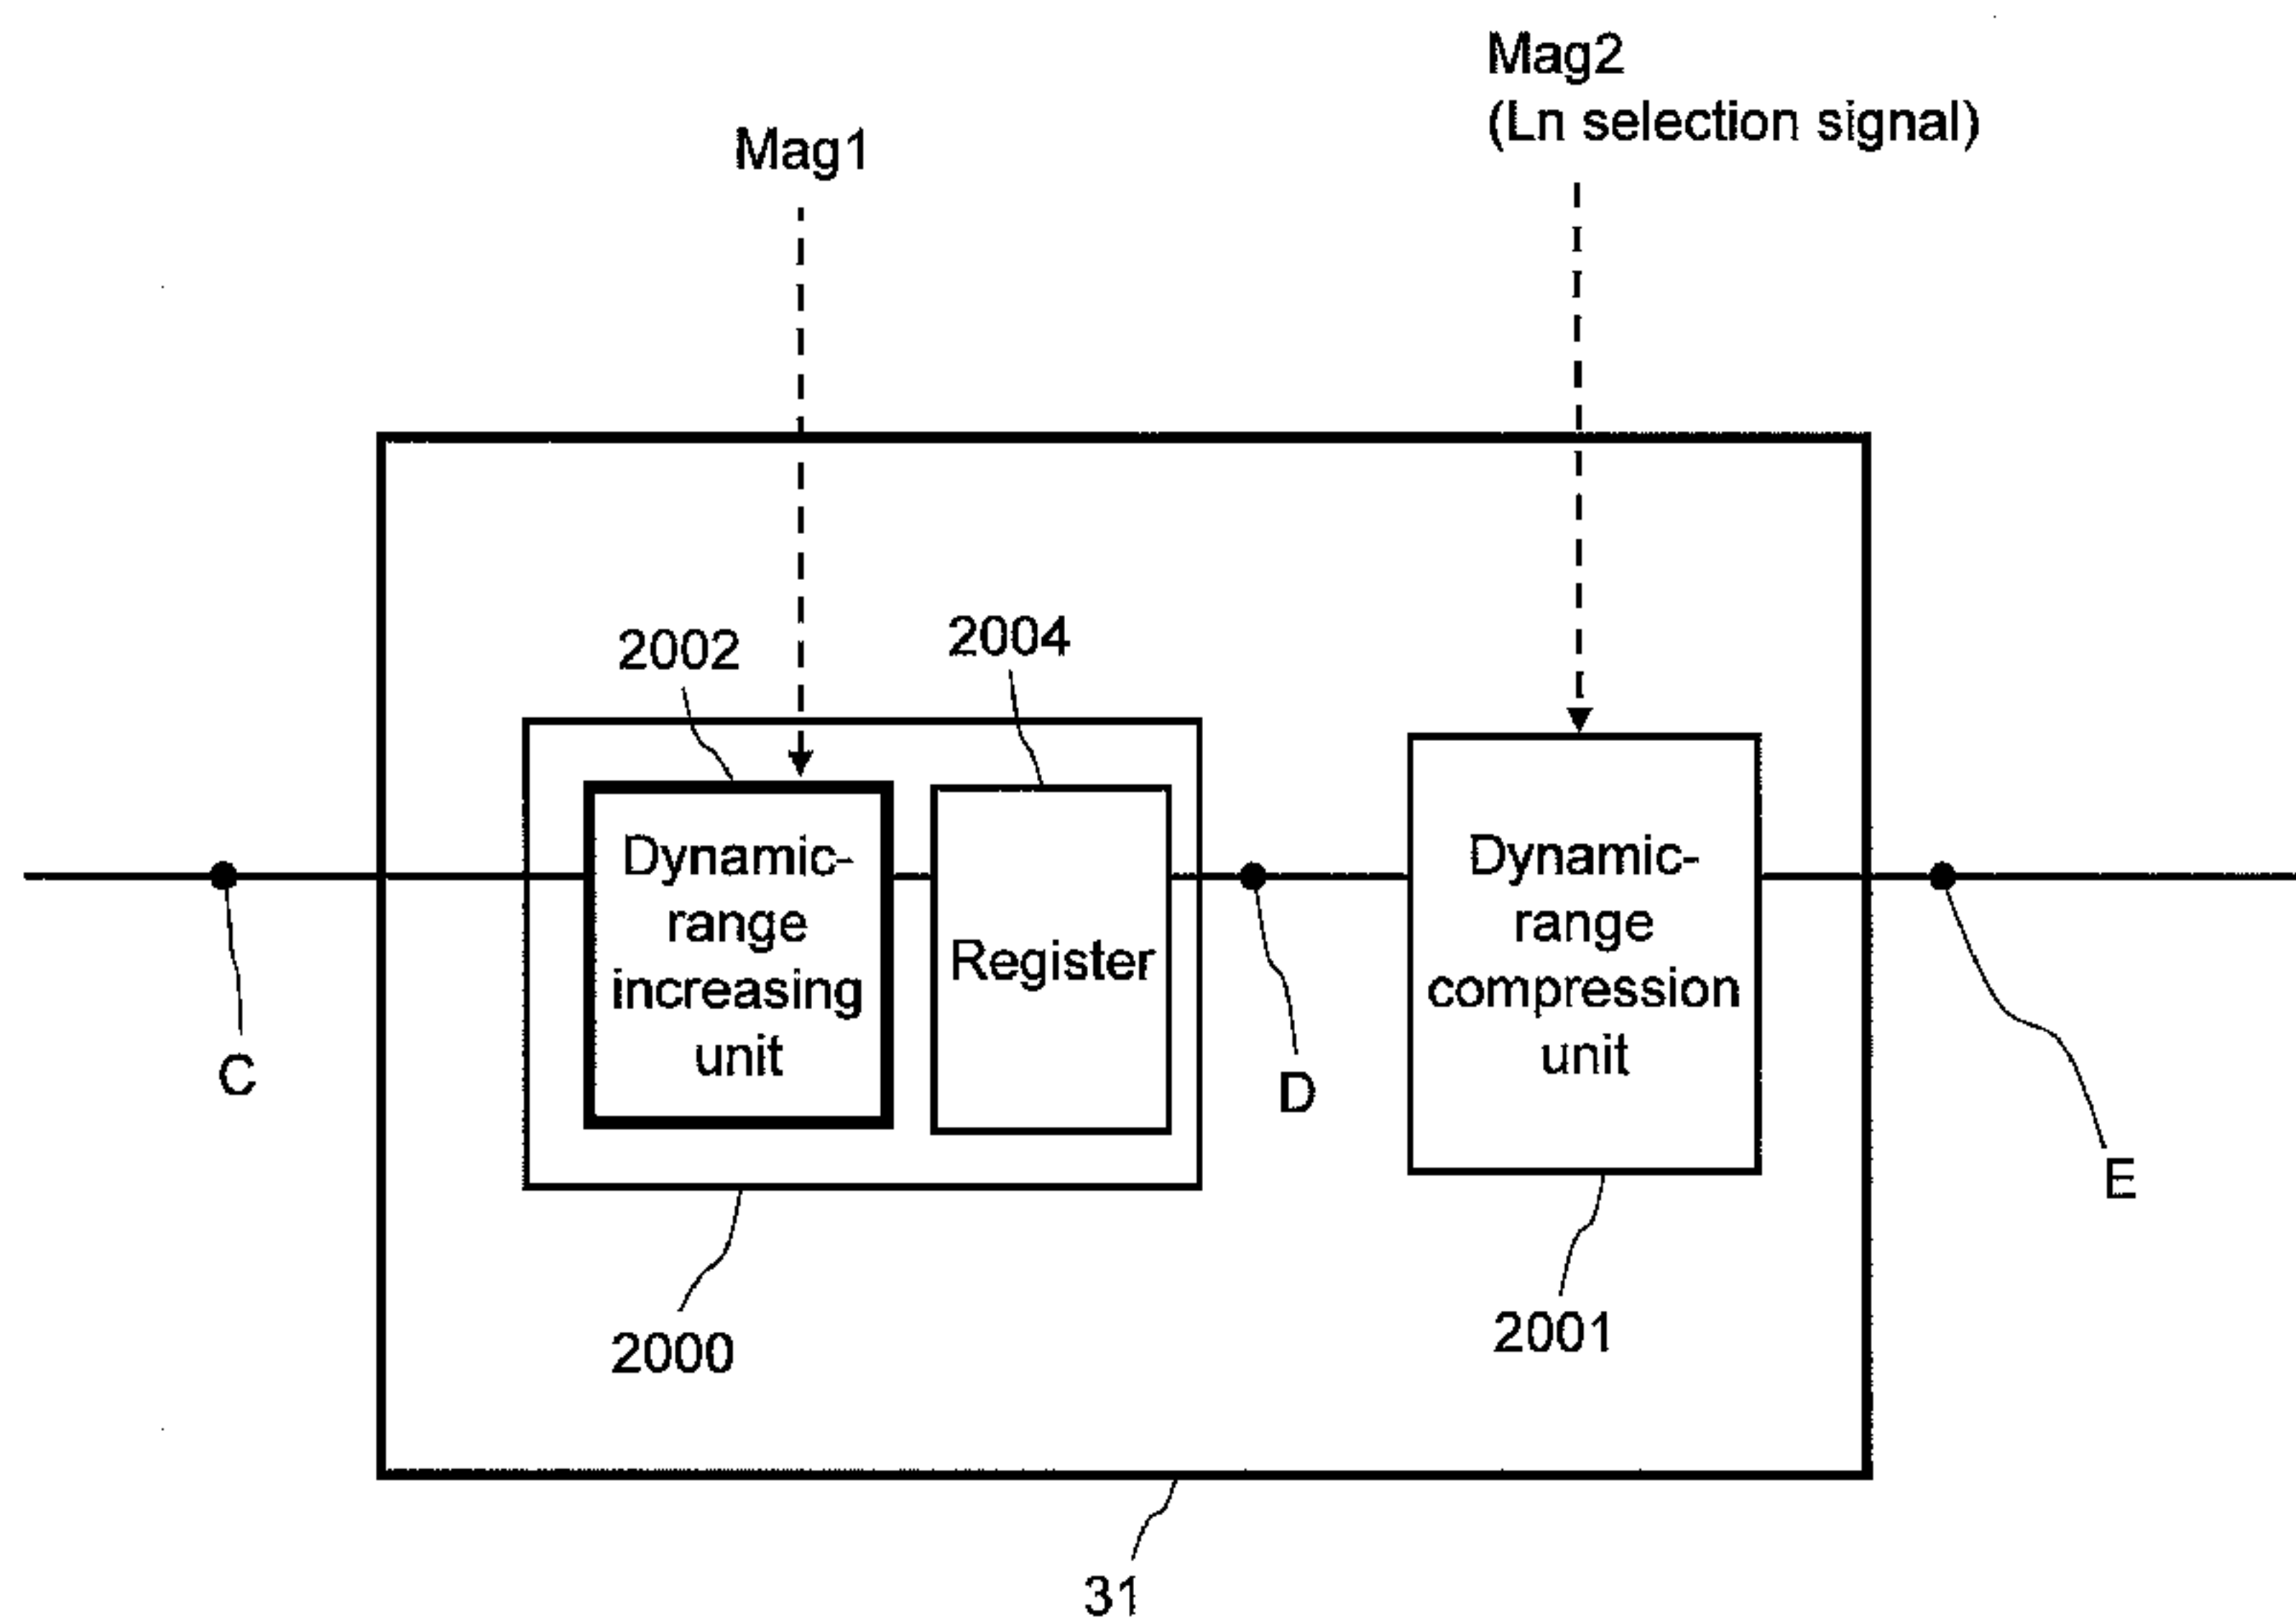 Mag2
(Ln selection signal)
Mag1
2002
2004
Dynamic-
range
increasing
unit
Register
Dynamic-
range
compression
unit
C
D
E
2000
2001
31